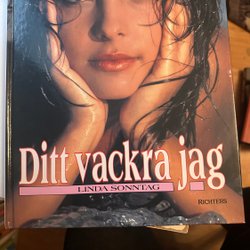 Ditt vackra jag
LINDA SONNTAG
RICHTERS